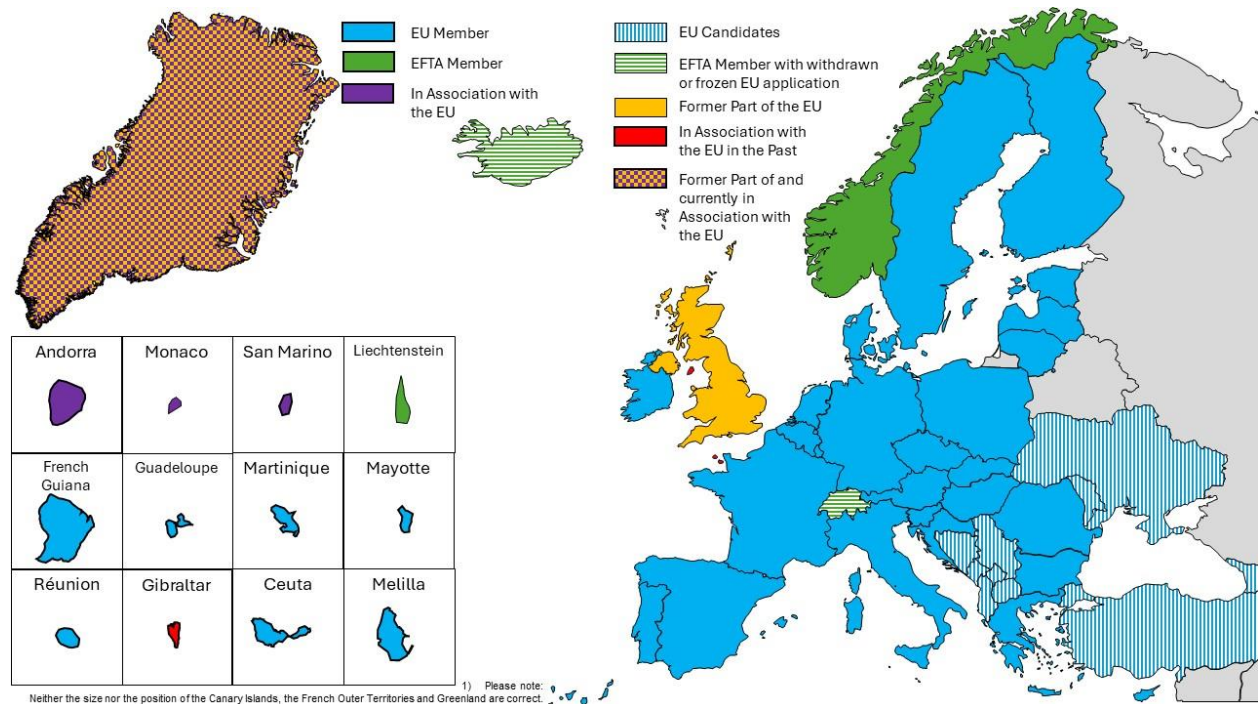 EU Member
EFTA Member
In Association with
the EU
EU Candidates
EFTA Member with withdrawn
or frozen EU application
Former Part of the EU
In Association with
the EU in the Past
Former Part of and
currently in
Association with
the EU
Andorra
Monaco
San Marino
Liechtenstein
French
Guiana
Guadeloupe
Martinique
Mayotte
Réunion
Gibraltar
Ceuta
Melilla
1) Please note:
Neither the size nor the position of the Canary Islands, the French Outer Territories and Greenland are correct.